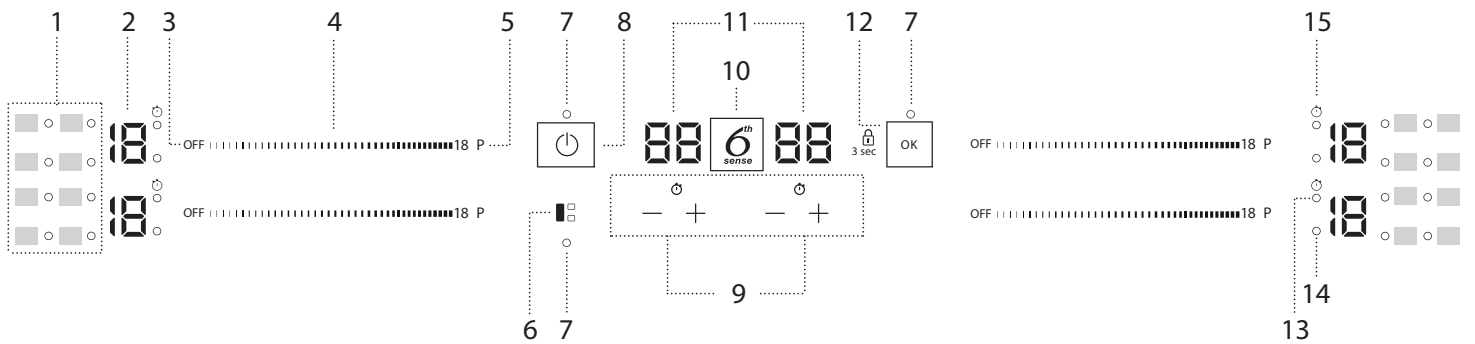 1 2 3 4 5 7 8 11 12 7 15
10
18 OFF 18 P 88 6th sense 88 3 sec OK OFF 18 P 18
18 OFF 18 P − + − + OFF 18 P 18
9
6 7 13 14